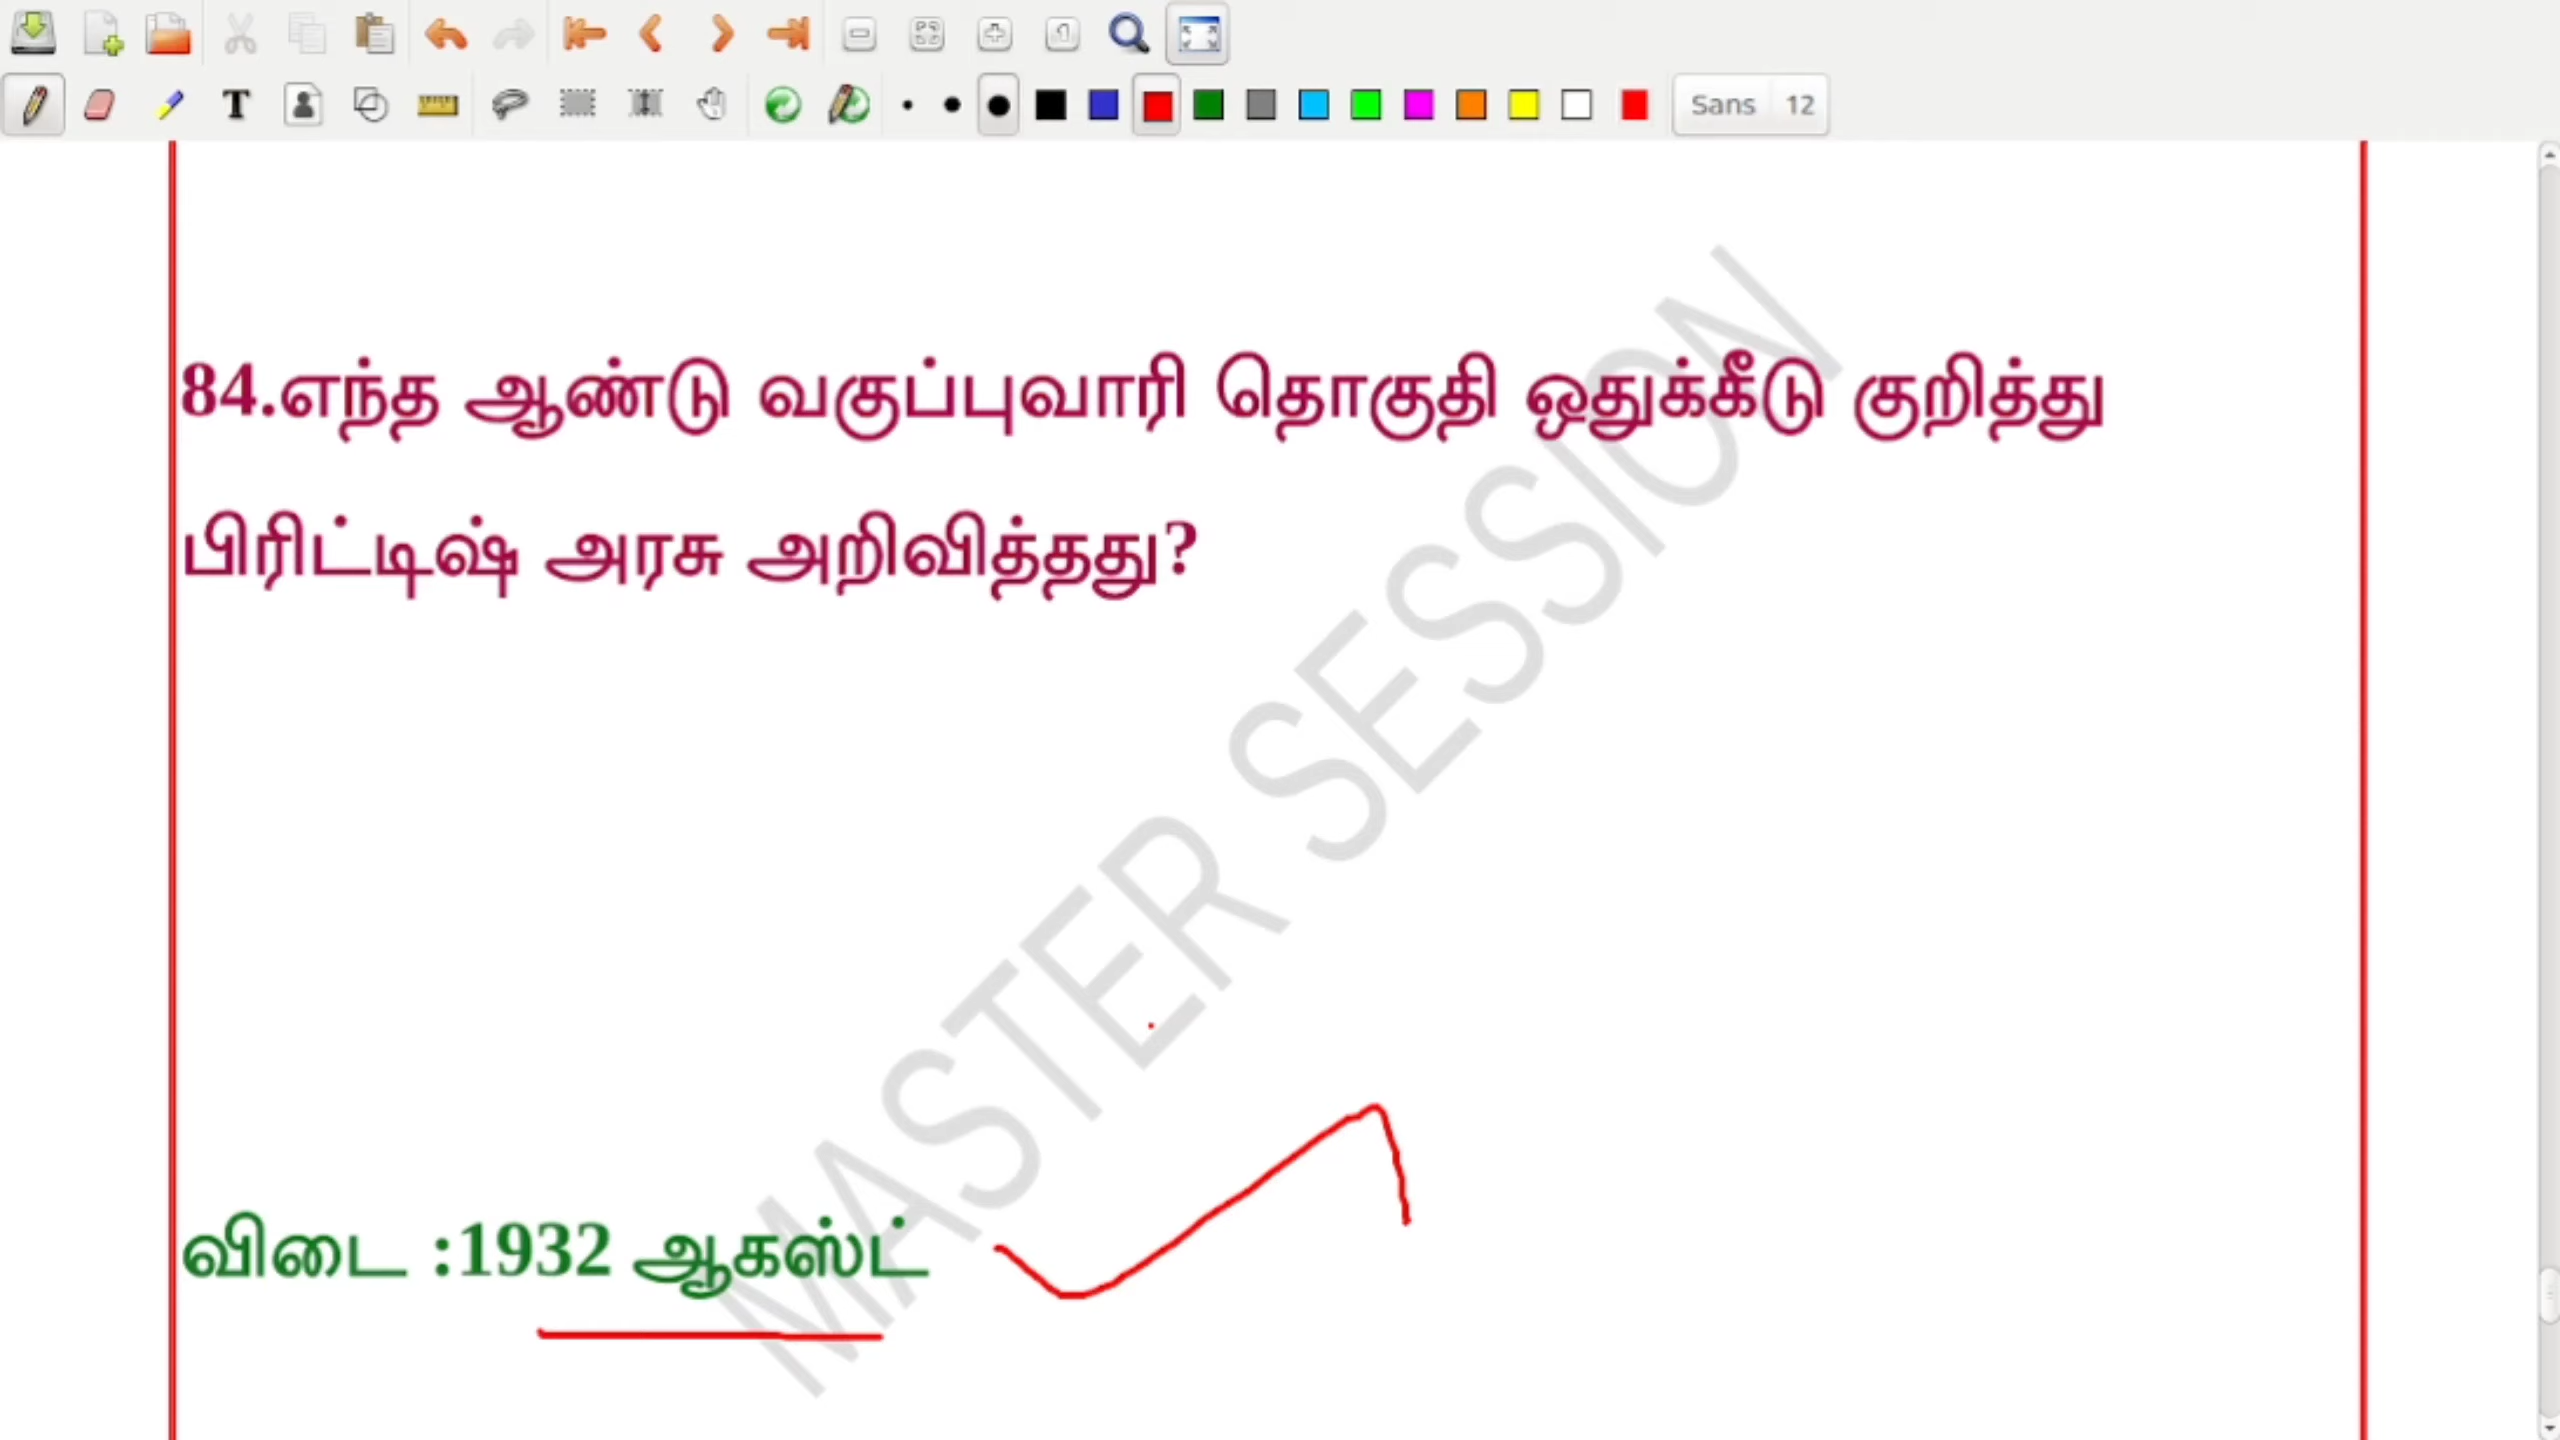 Sans 12
84.எந்த ஆண்டு வகுப்புவாரி தொகுதி ஒதுக்கீடு குறித்து
பிரிட்டிஷ் அரசு அறிவித்தது?
MASTER SESSION
விடை :1932 ஆகஸ்ட்